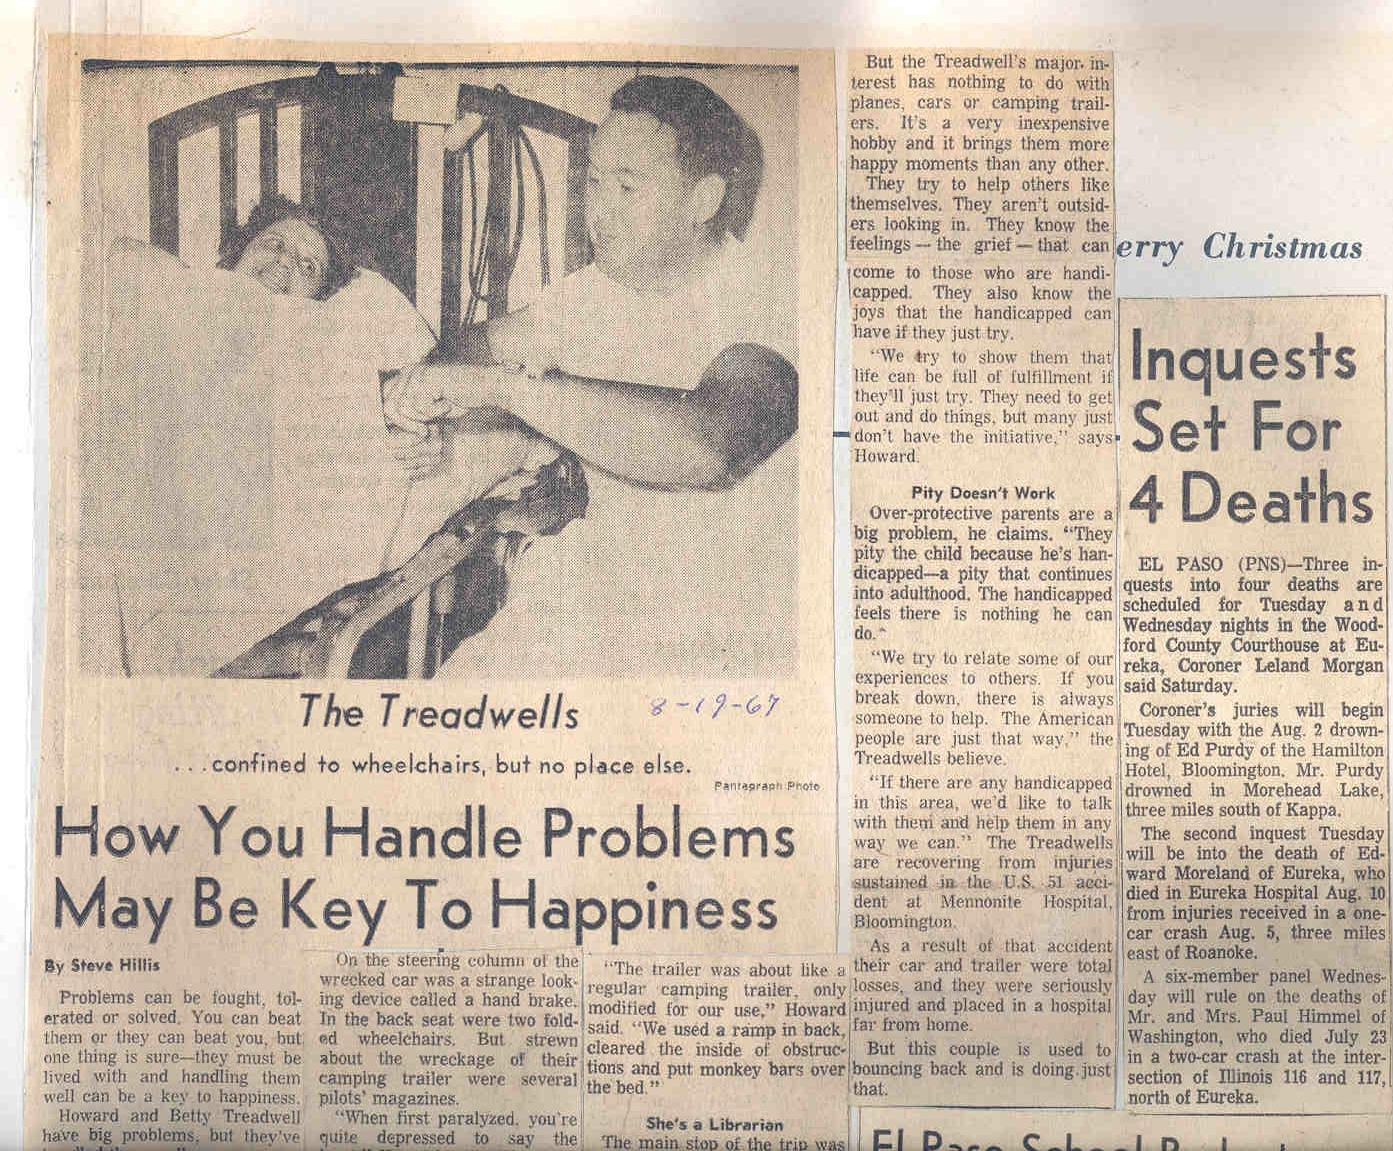 The Treadwells
8-19-67
...confined to wheelchairs, but no place else.
Pantagraph Photo
How You Handle Problems
May Be Key To Happiness
By Steve Hillis
Problems can be fought, tol-
erated or solved. You can beat
them or they can beat you, but
one thing is sure—they must be
lived with and handling them
well can be a key to happiness.
Howard and Betty Treadwell
have big problems, but they've
On the steering column of the
wrecked car was a strange look-
ing device called a hand brake.
In the back seat were two fold-
ed wheelchairs. But strewn
about the wreckage of their
camping trailer were several
pilots' magazines.
"When first paralyzed, you're
quite depressed to say the
"The trailer was about like a
regular camping trailer, only
modified for our use," Howard
said. "We used a ramp in back,
cleared the inside of obstruc-
tions and put monkey bars over
the bed."
She's a Librarian
The main stop of the trip was
But the Treadwell's major in-
terest has nothing to do with
planes, cars or camping trail-
ers. It's a very inexpensive
hobby and it brings them more
happy moments than any other.
They try to help others like
themselves. They aren't outsid-
ers looking in. They know the
feelings — the grief — that can
come to those who are handi-
capped. They also know the
joys that the handicapped can
have if they just try.
"We try to show them that
life can be full of fulfillment if
they'll just try. They need to get
out and do things, but many just
don't have the initiative," says
Howard.
Pity Doesn't Work
Over-protective parents are a
big problem, he claims. "They
pity the child because he's han-
dicapped—a pity that continues
into adulthood. The handicapped
feels there is nothing he can
do."
"We try to relate some of our
experiences to others. If you
break down, there is always
someone to help. The American
people are just that way," the
Treadwells believe.
"If there are any handicapped
in this area, we'd like to talk
with them and help them in any
way we can." The Treadwells
are recovering from injuries
sustained in the U.S. 51 acci-
dent at Mennonite Hospital,
Bloomington.
As a result of that accident
their car and trailer were total
losses, and they were seriously
injured and placed in a hospital
far from home.
But this couple is used to
bouncing back and is doing just
that.
erry Christmas
Inquests
Set For
4 Deaths
EL PASO (PNS)—Three in-
quests into four deaths are
scheduled for Tuesday and
Wednesday nights in the Wood-
ford County Courthouse at Eu-
reka, Coroner Leland Morgan
said Saturday.
Coroner's juries will begin
Tuesday with the Aug. 2 drown-
ing of Ed Purdy of the Hamilton
Hotel, Bloomington. Mr. Purdy
drowned in Morehead Lake,
three miles south of Kappa.
The second inquest Tuesday
will be into the death of Ed-
ward Moreland of Eureka, who
died in Eureka Hospital Aug. 10
from injuries received in a one-
car crash Aug. 5, three miles
east of Roanoke.
A six-member panel Wednes-
day will rule on the deaths of
Mr. and Mrs. Paul Himmel of
Washington, who died July 23
in a two-car crash at the inter-
section of Illinois 116 and 117,
north of Eureka.
El Paso School